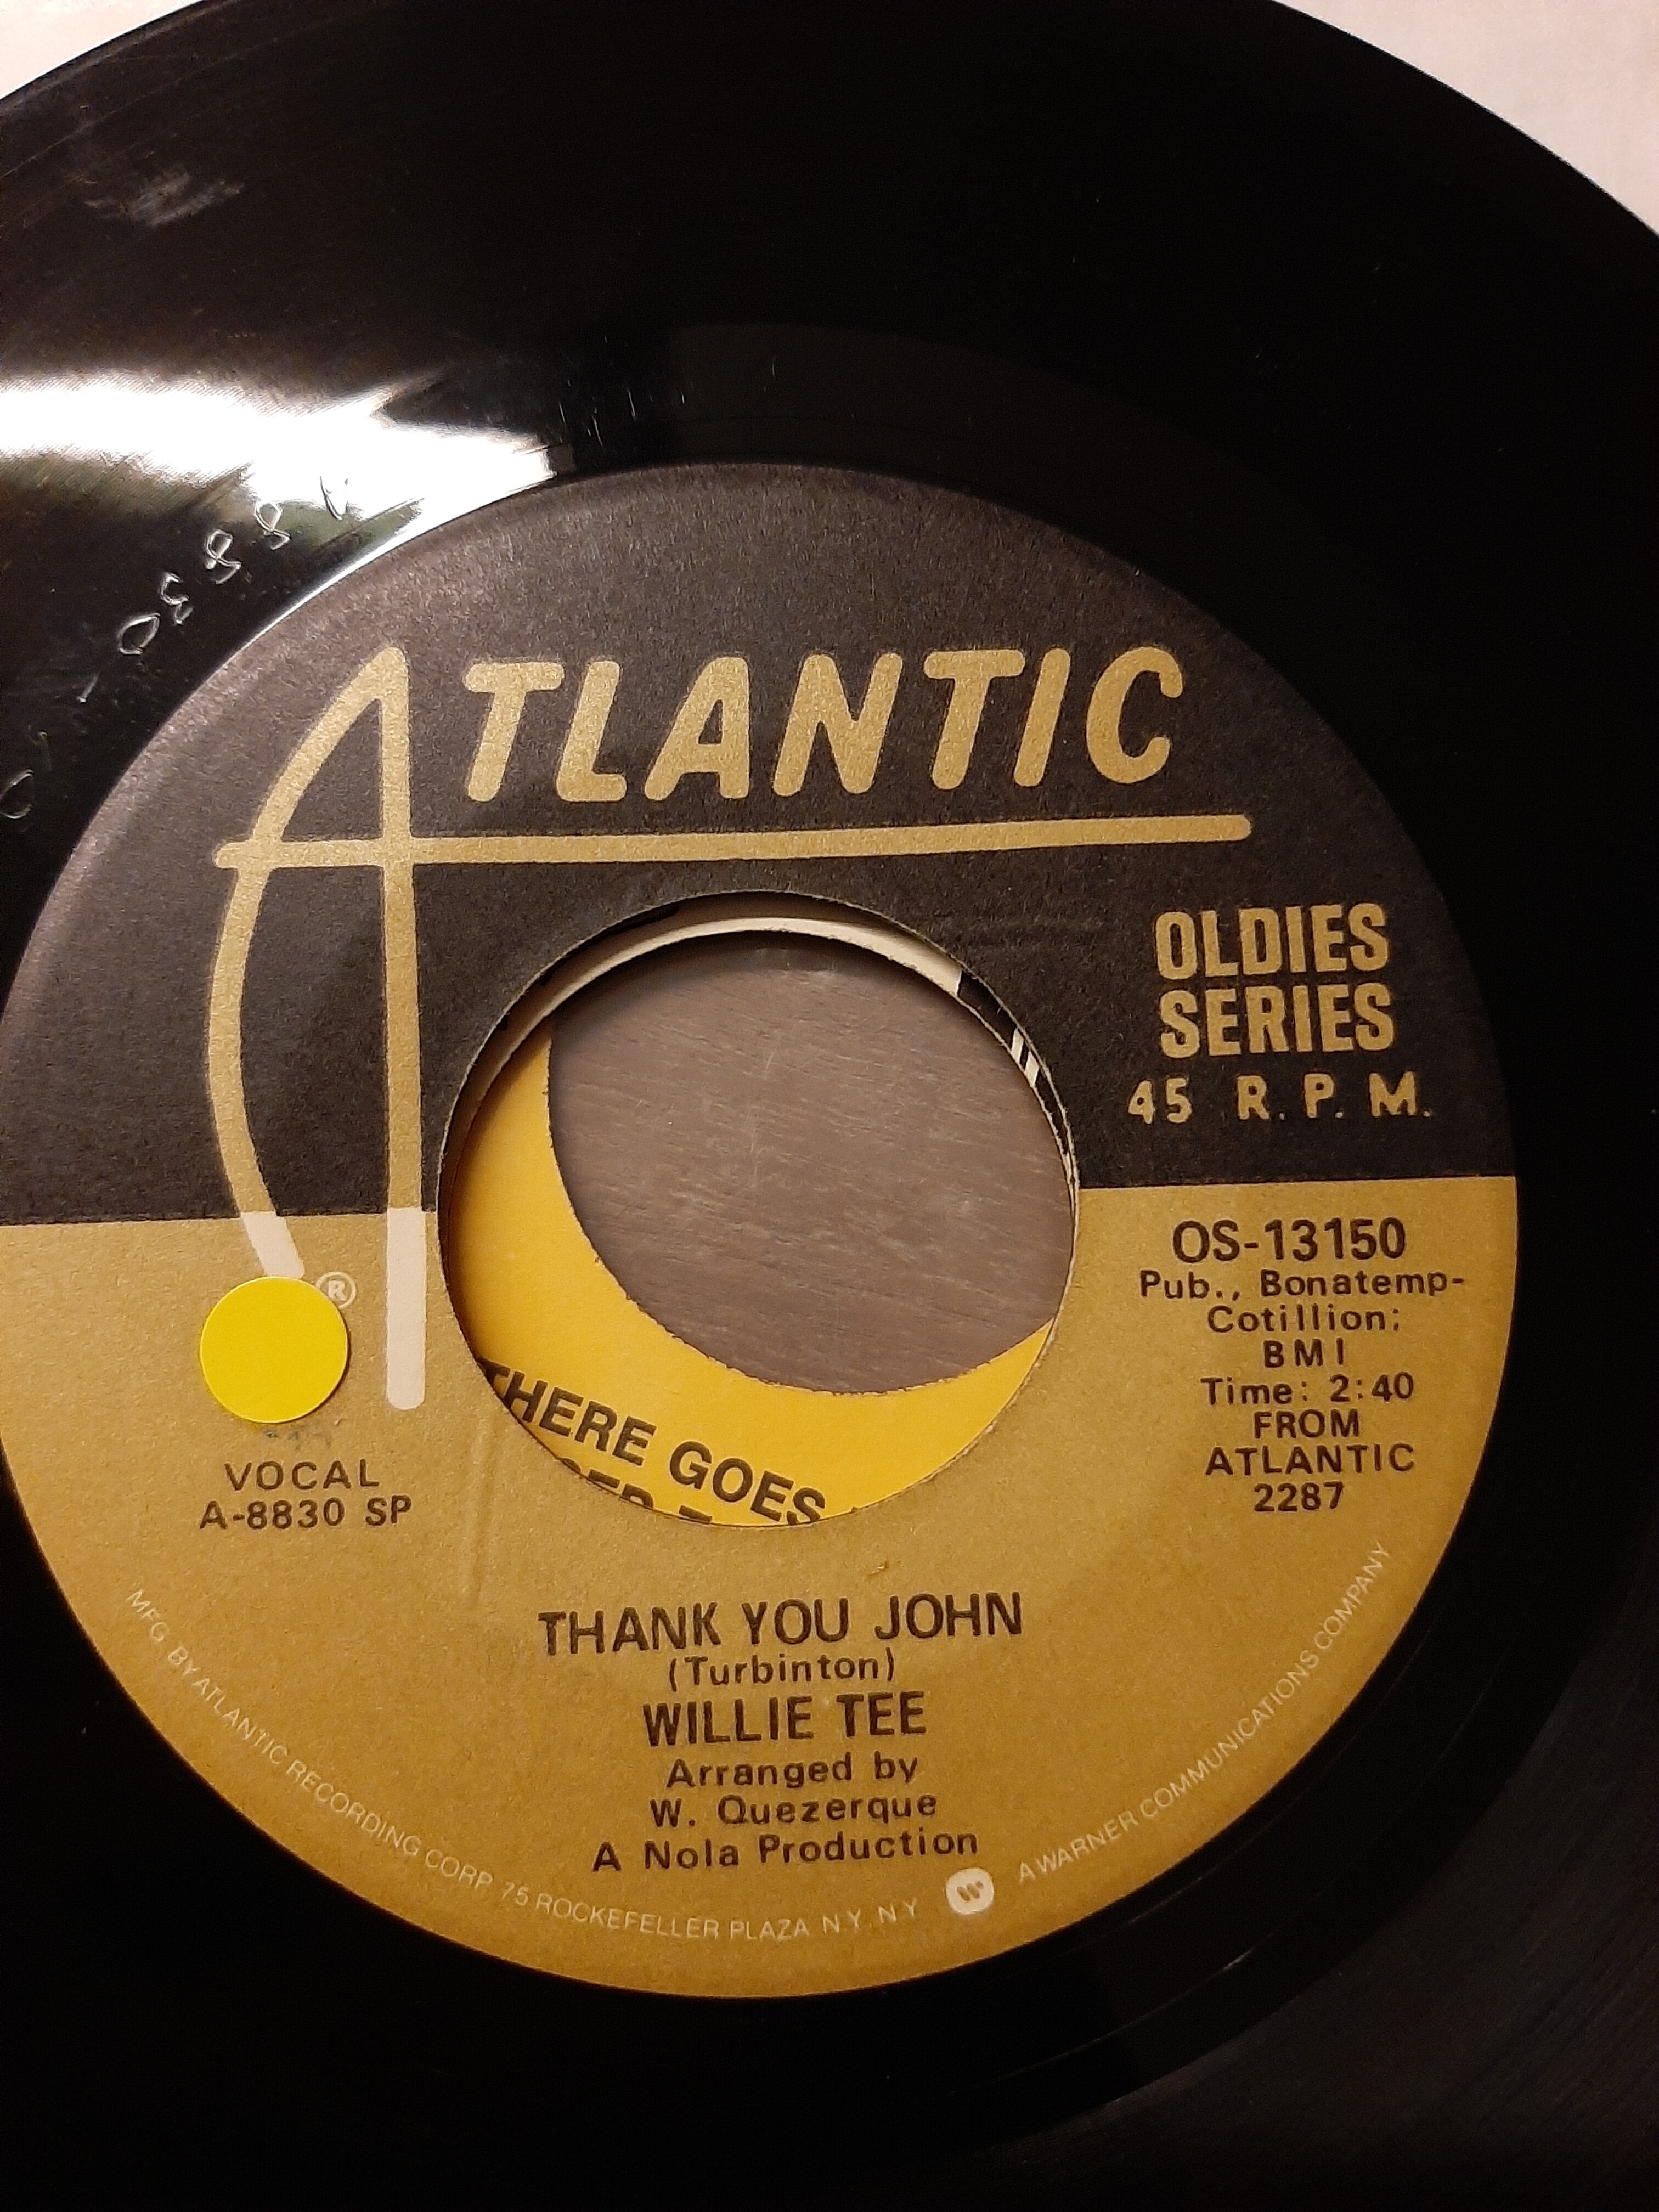 ATLANTIC
OLDIES
SERIES
45 R.P.M.
®
OS-13150
Pub., Bonatemp-
Cotillion;
BMI
Time: 2:40
FROM
ATLANTIC
2287
VOCAL
A-8830 SP
THERE GOES
THANK YOU JOHN
(Turbinton)
WILLIE TEE
Arranged by
W. Quezerque
A Nola Production
MFG BY ATLANTIC RECORDING CORP. 75 ROCKEFELLER PLAZA N.Y. N.Y. A WARNER COMMUNICATIONS COMPANY